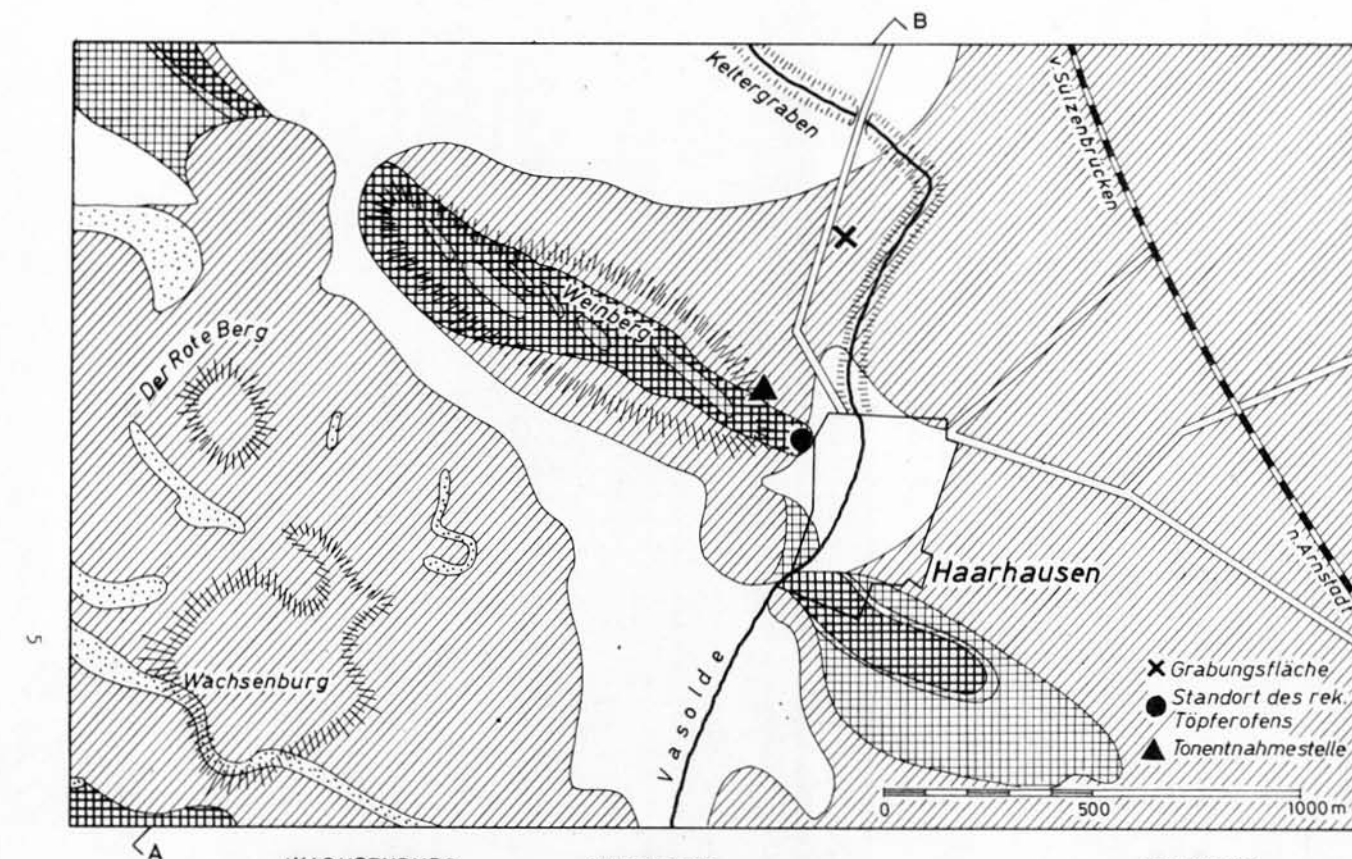 B
Keltergraben
v. Sülzenbrücken
Weinberg
Der Rote Berg
Haarhausen
n. Arnstadt
5
Wachsenburg
Vasolde
Grabungsfläche
Standort des rek.
Töpferofens
Tonentnahmestelle
0 500 1000 m
A